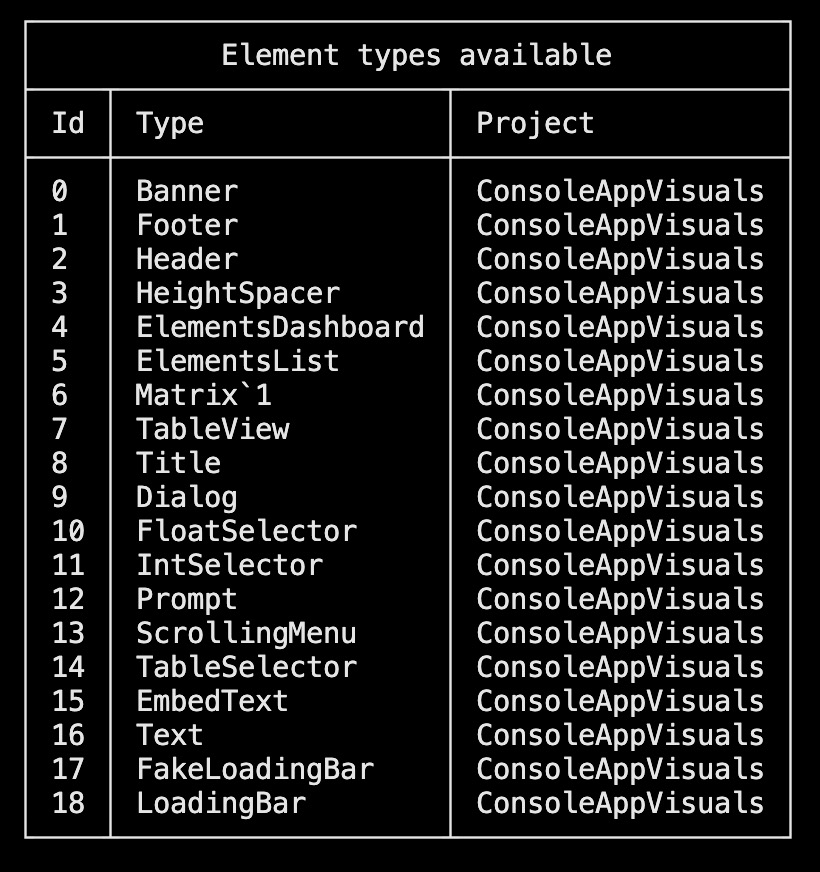 Element types available
Id Type Project
0 Banner ConsoleAppVisuals
1 Footer ConsoleAppVisuals
2 Header ConsoleAppVisuals
3 HeightSpacer ConsoleAppVisuals
4 ElementsDashboard ConsoleAppVisuals
5 ElementsList ConsoleAppVisuals
6 Matrix`1 ConsoleAppVisuals
7 TableView ConsoleAppVisuals
8 Title ConsoleAppVisuals
9 Dialog ConsoleAppVisuals
10 FloatSelector ConsoleAppVisuals
11 IntSelector ConsoleAppVisuals
12 Prompt ConsoleAppVisuals
13 ScrollingMenu ConsoleAppVisuals
14 TableSelector ConsoleAppVisuals
15 EmbedText ConsoleAppVisuals
16 Text ConsoleAppVisuals
17 FakeLoadingBar ConsoleAppVisuals
18 LoadingBar ConsoleAppVisuals